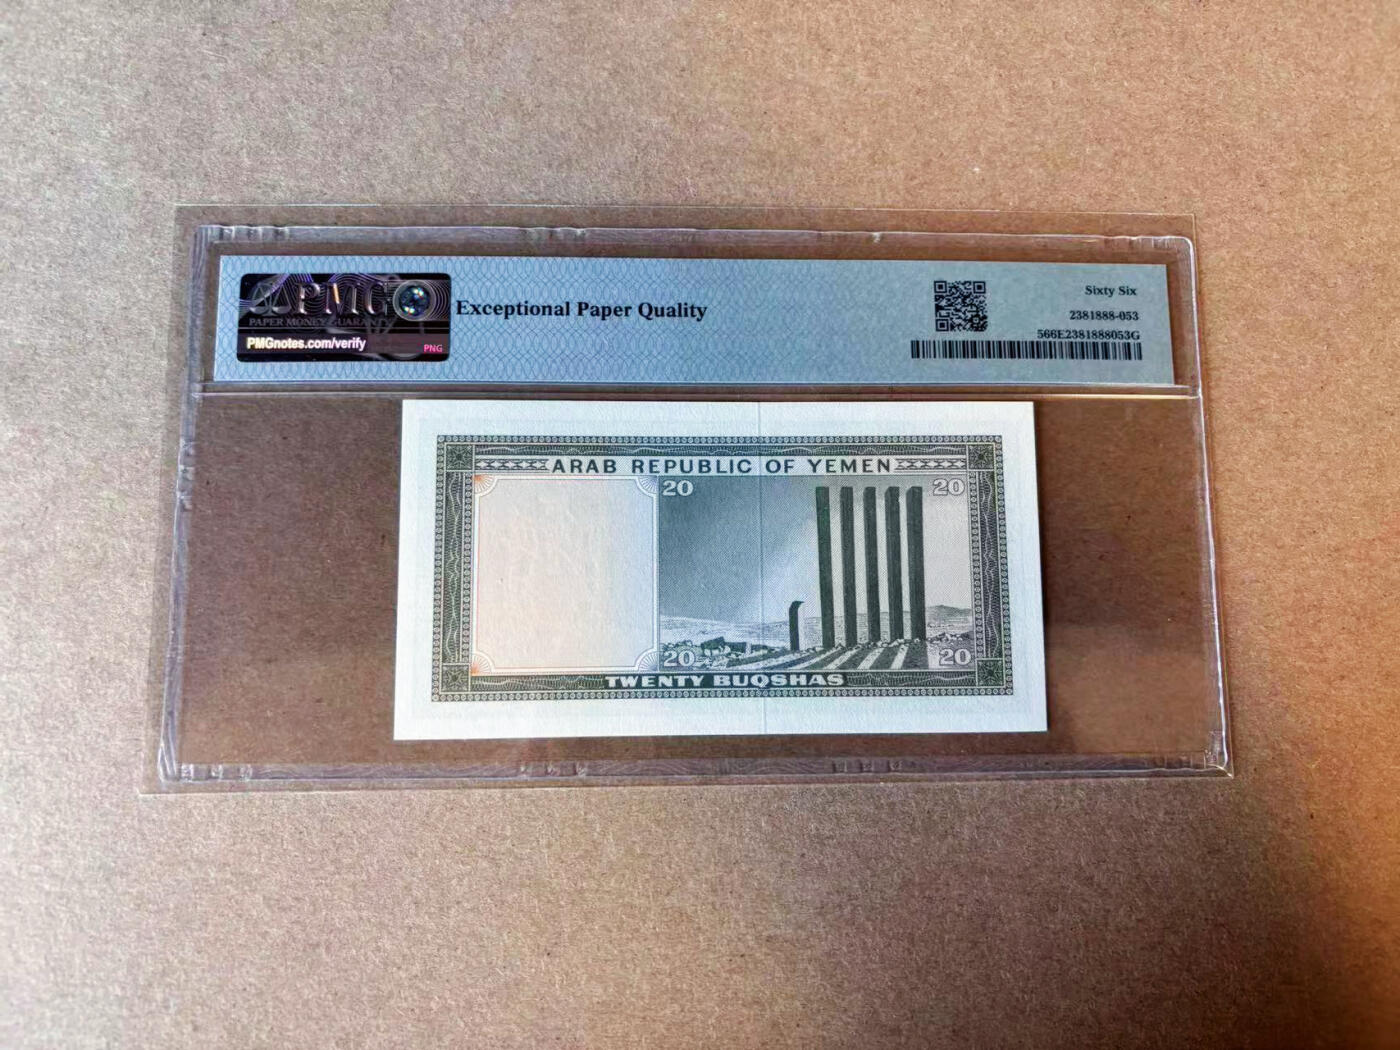 PMG
PAPER MONEY GUARANTY
PMGnotes.com/verify
PNG
Exceptional Paper Quality
Sixty Six
2381888-053
566E2381888053G
ARAB REPUBLIC OF YEMEN
20 20
20 20
TWENTY BUQSHAS